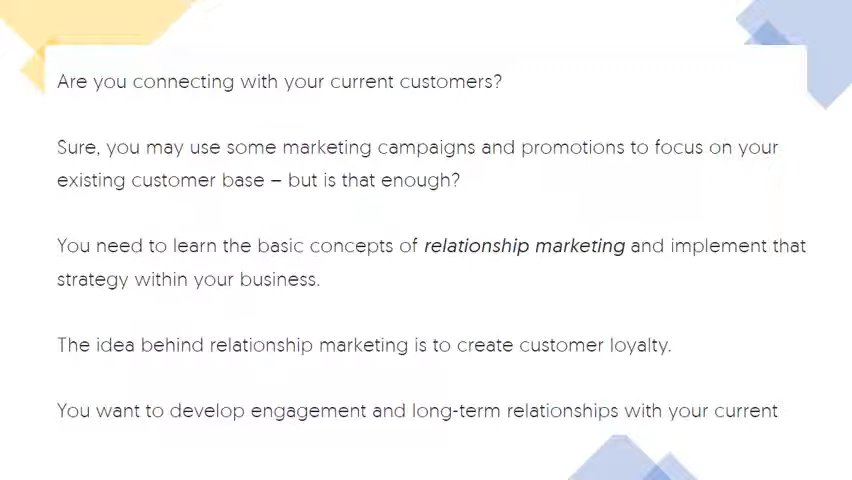 Are you connecting with your current customers?
Sure, you may use some marketing campaigns and promotions to focus on your
existing customer base – but is that enough?
You need to learn the basic concepts of relationship marketing and implement that
strategy within your business.
The idea behind relationship marketing is to create customer loyalty.
You want to develop engagement and long-term relationships with your current